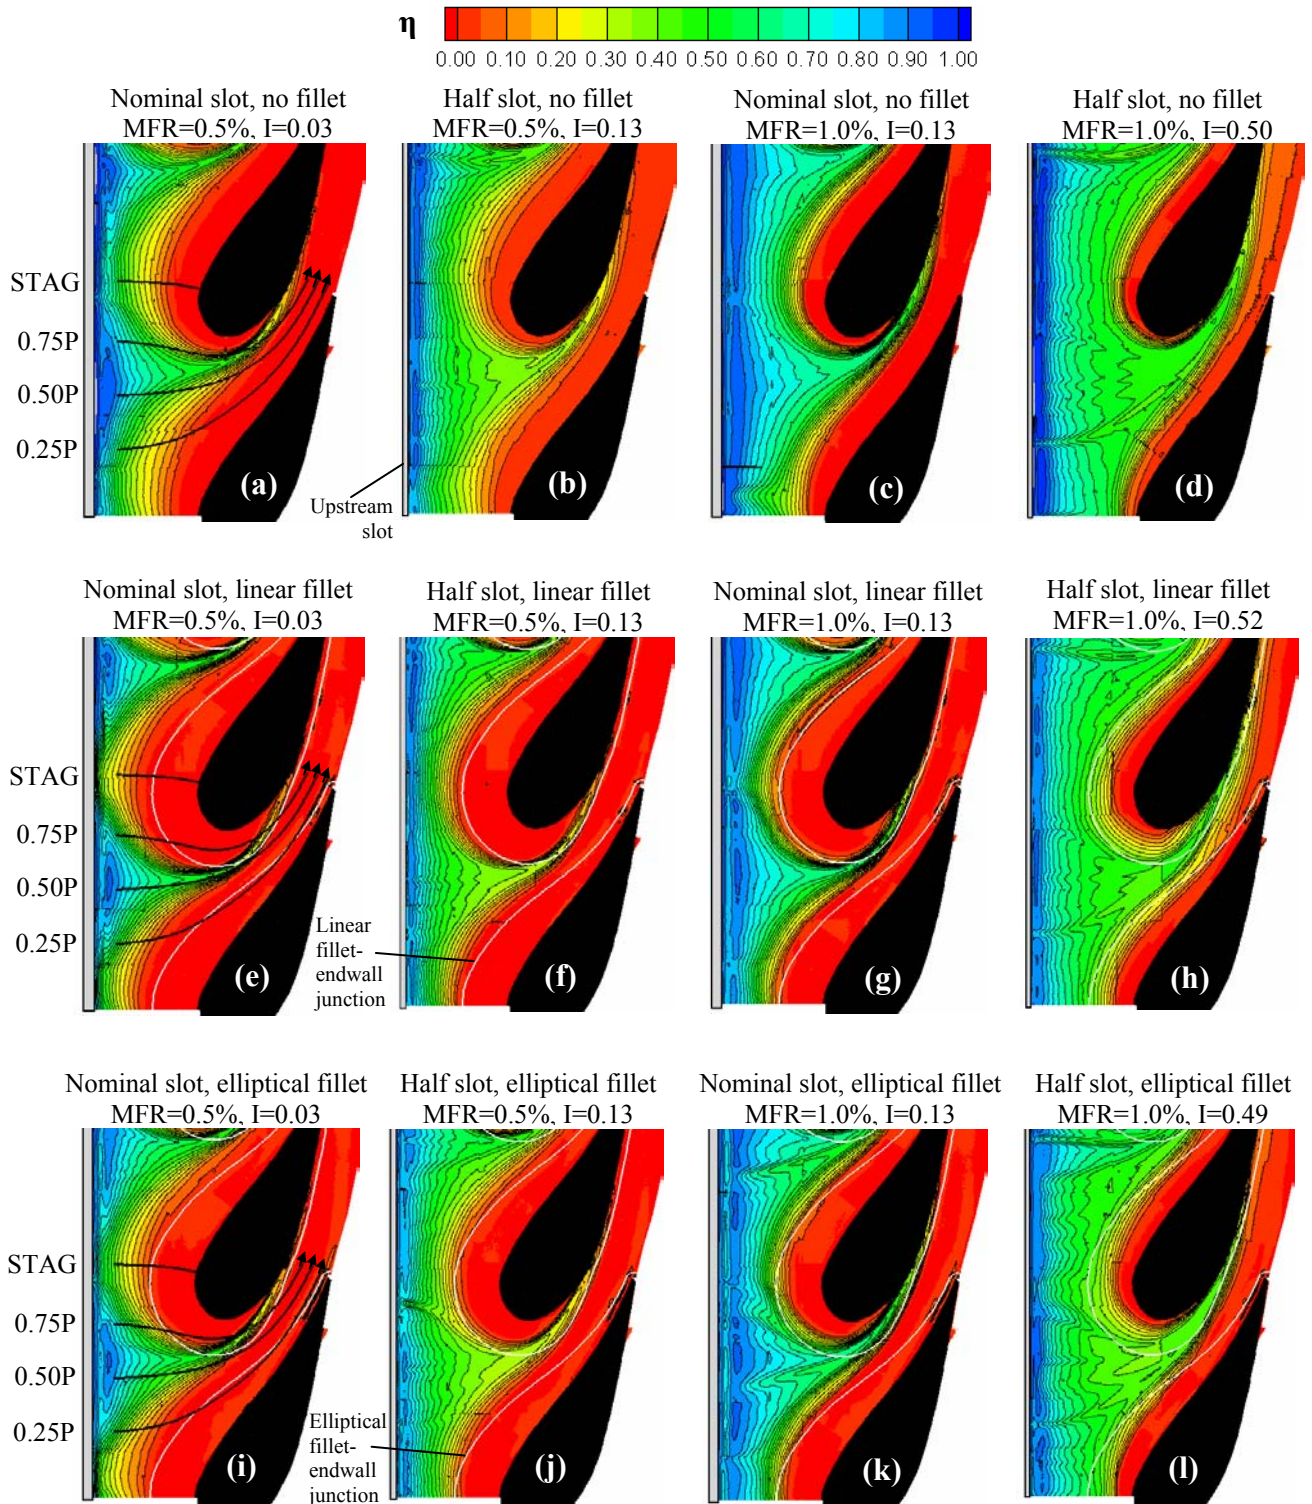 η
0.00 0.10 0.20 0.30 0.40 0.50 0.60 0.70 0.80 0.90 1.00
Nominal slot, no fillet
MFR=0.5%, I=0.03
Half slot, no fillet
MFR=0.5%, I=0.13
Nominal slot, no fillet
MFR=1.0%, I=0.13
Half slot, no fillet
MFR=1.0%, I=0.50
STAG
0.75P
0.50P
0.25P
(a)
Upstream
slot
(b)
(c)
(d)
Nominal slot, linear fillet
MFR=0.5%, I=0.03
Half slot, linear fillet
MFR=0.5%, I=0.13
Nominal slot, linear fillet
MFR=1.0%, I=0.13
Half slot, linear fillet
MFR=1.0%, I=0.52
STAG
0.75P
0.50P
0.25P
(e)
Linear
fillet-
endwall
junction
(f)
(g)
(h)
Nominal slot, elliptical fillet
MFR=0.5%, I=0.03
Half slot, elliptical fillet
MFR=0.5%, I=0.13
Nominal slot, elliptical fillet
MFR=1.0%, I=0.13
Half slot, elliptical fillet
MFR=1.0%, I=0.49
STAG
0.75P
0.50P
0.25P
(i)
Elliptical
fillet-
endwall
junction
(j)
(k)
(l)